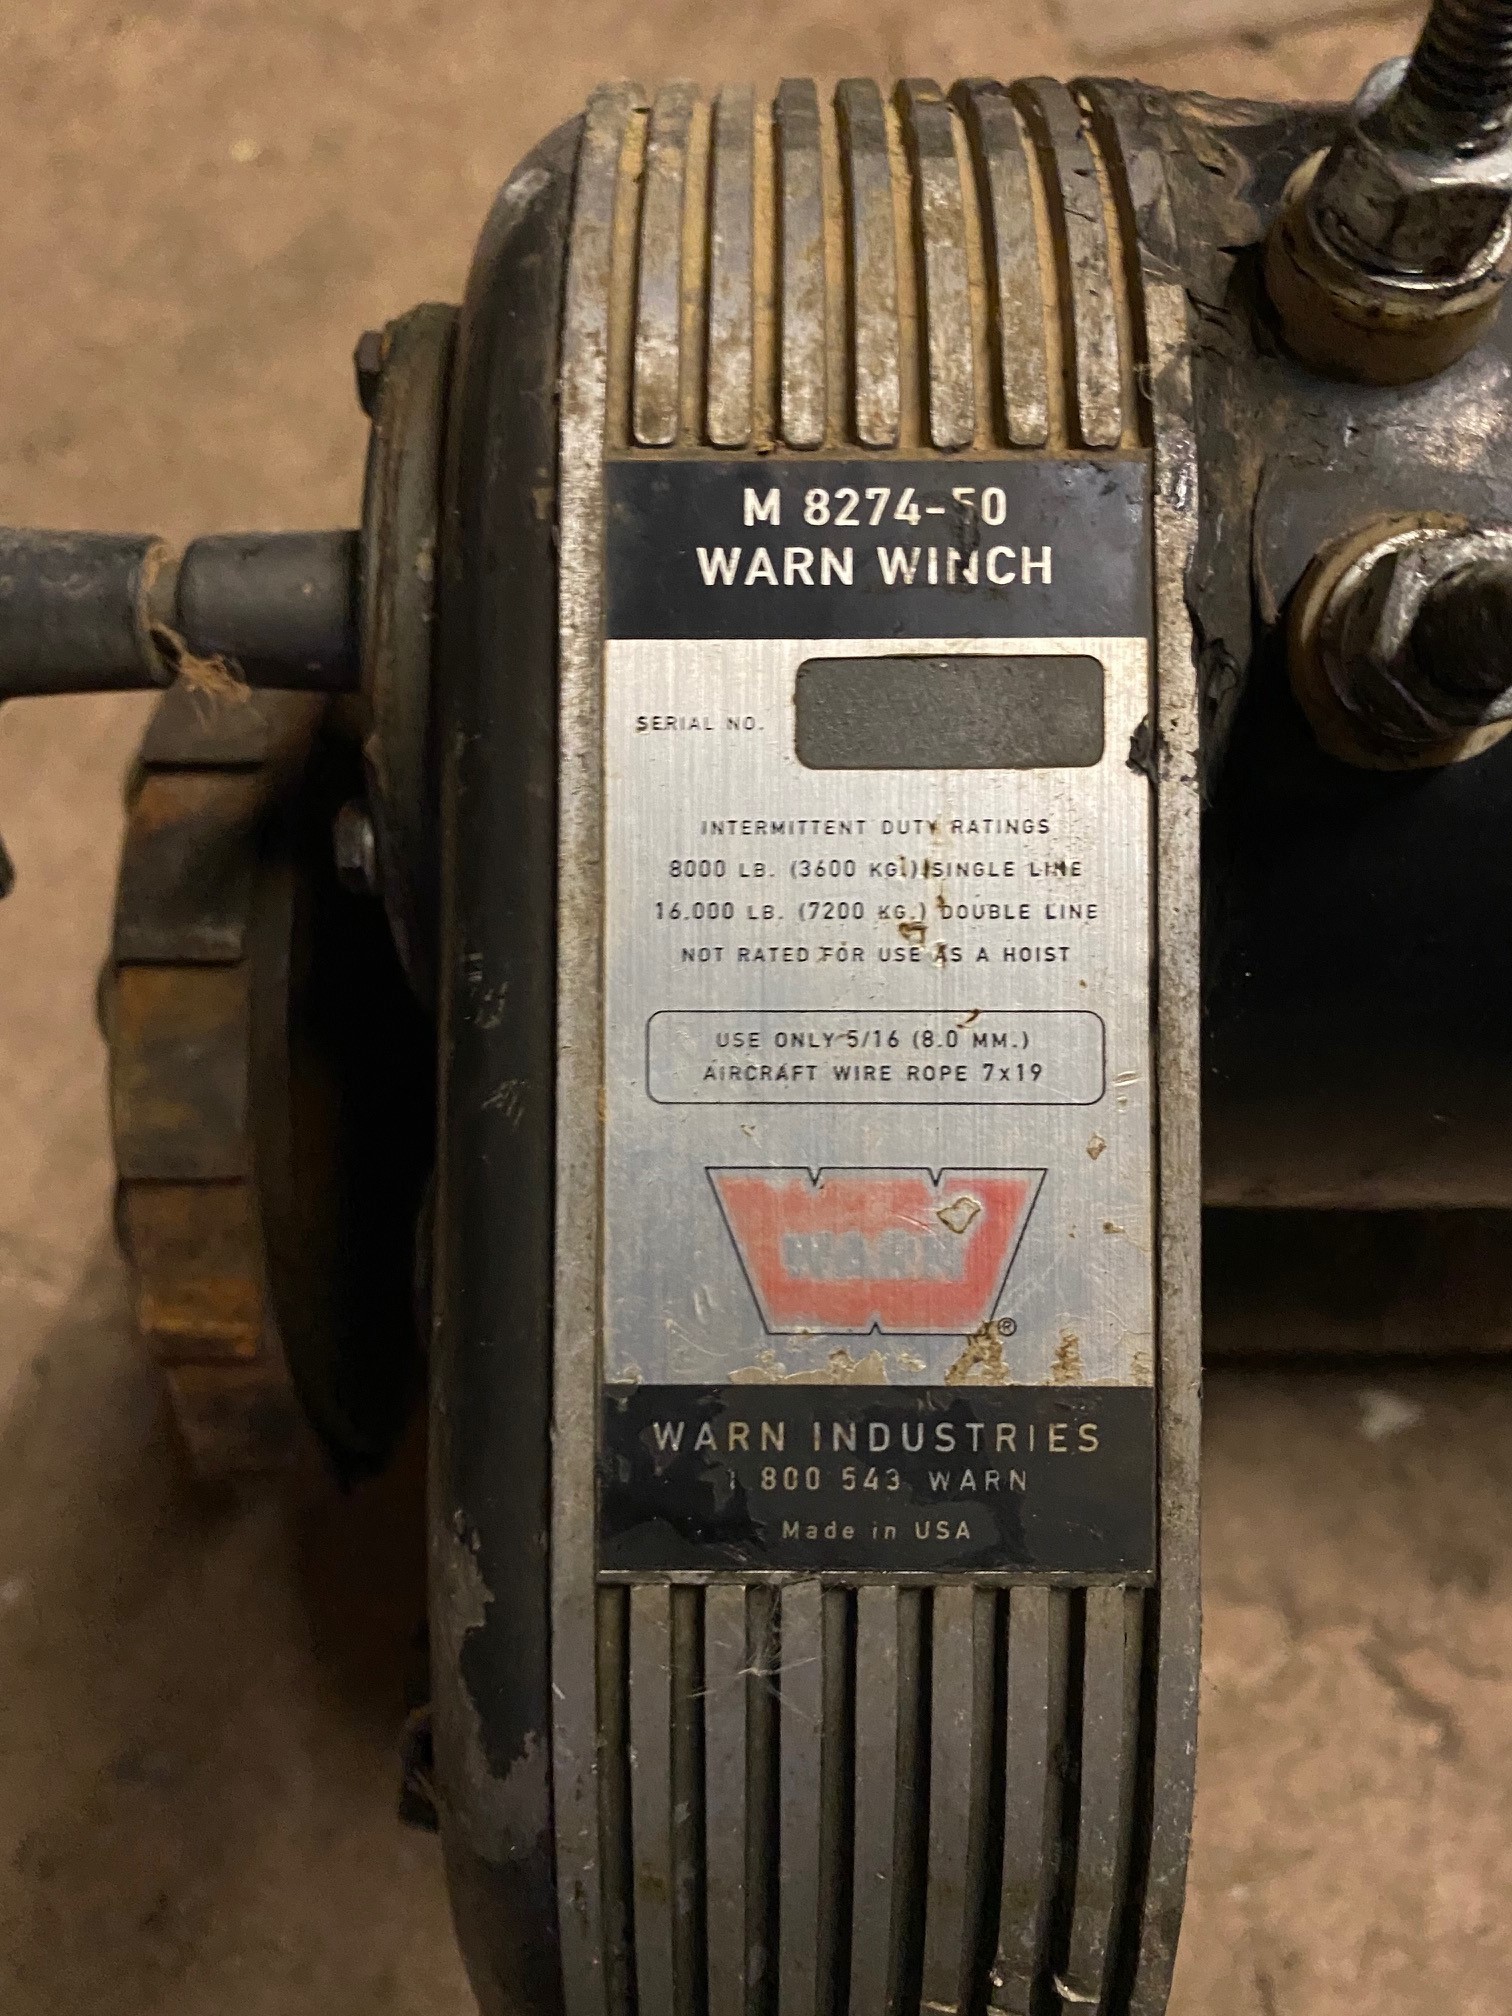 M 8274-50
WARN WINCH
SERIAL NO.
INTERMITTENT DUTY RATINGS
8000 LB. (3600 KG.) SINGLE LINE
16,000 LB. (7200 KG.) DOUBLE LINE
NOT RATED FOR USE AS A HOIST
USE ONLY 5/16 (8.0 MM.)
AIRCRAFT WIRE ROPE 7x19
WARN
®
WARN INDUSTRIES
1 800 543 WARN
Made in USA